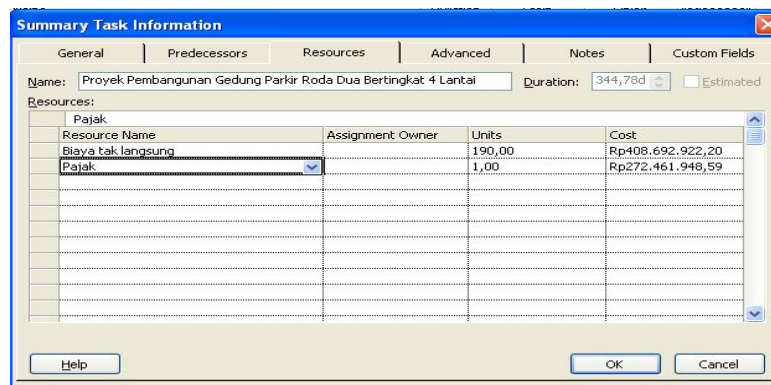 Summary Task Information
General Predecessors Resources Advanced Notes Custom Fields
Name: Proyek Pembangunan Gedung Parkir Roda Dua Bertingkat 4 Lantai Duration: 344,78d Estimated
Resources:
Pajak
Resource Name Assignment Owner Units Cost
Biaya tak langsung 190,00 Rp408.692.922,20
Pajak 1,00 Rp272.461.948,59
Help OK Cancel